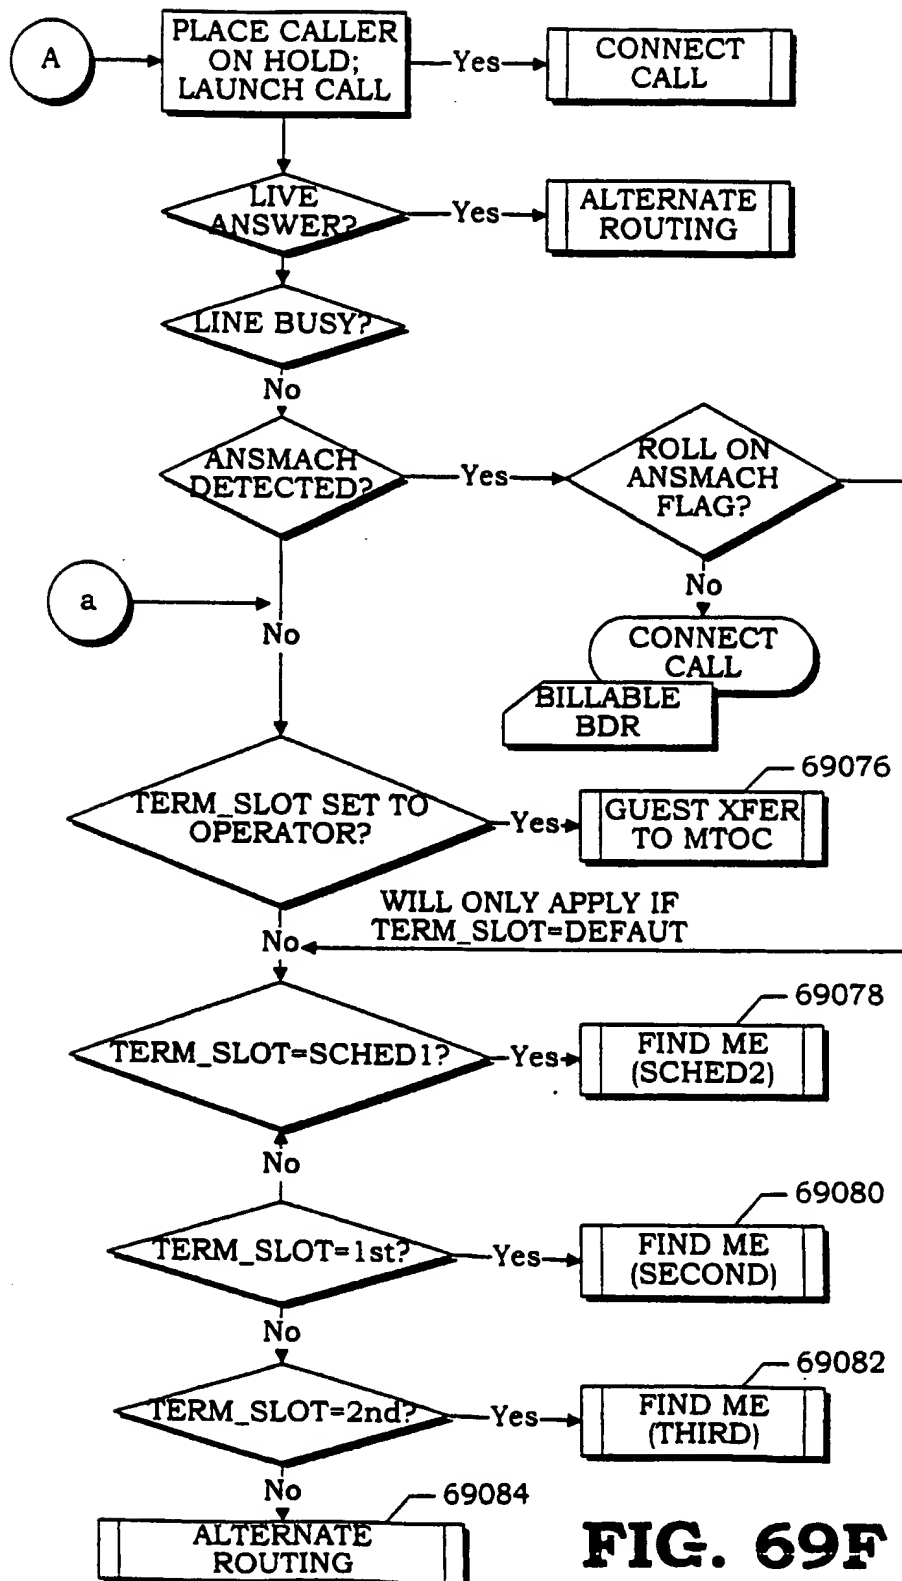 A
PLACE CALLER
ON HOLD;
LAUNCH CALL
Yes
CONNECT
CALL
LIVE
ANSWER?
Yes
ALTERNATE
ROUTING
LINE BUSY?
No
ANSMACH
DETECTED?
Yes
ROLL ON
ANSMACH
FLAG?
No
CONNECT
CALL
BILLABLE
BDR
a
No
69076
TERM_SLOT SET TO
OPERATOR?
Yes
GUEST XFER
TO MTOC
WILL ONLY APPLY IF
TERM_SLOT=DEFAUT
No
69078
TERM_SLOT=SCHED1?
Yes
FIND ME
(SCHED2)
No
69080
TERM_SLOT=1st?
Yes
FIND ME
(SECOND)
No
69082
TERM_SLOT=2nd?
Yes
FIND ME
(THIRD)
No
69084
ALTERNATE
ROUTING
FIG. 69F